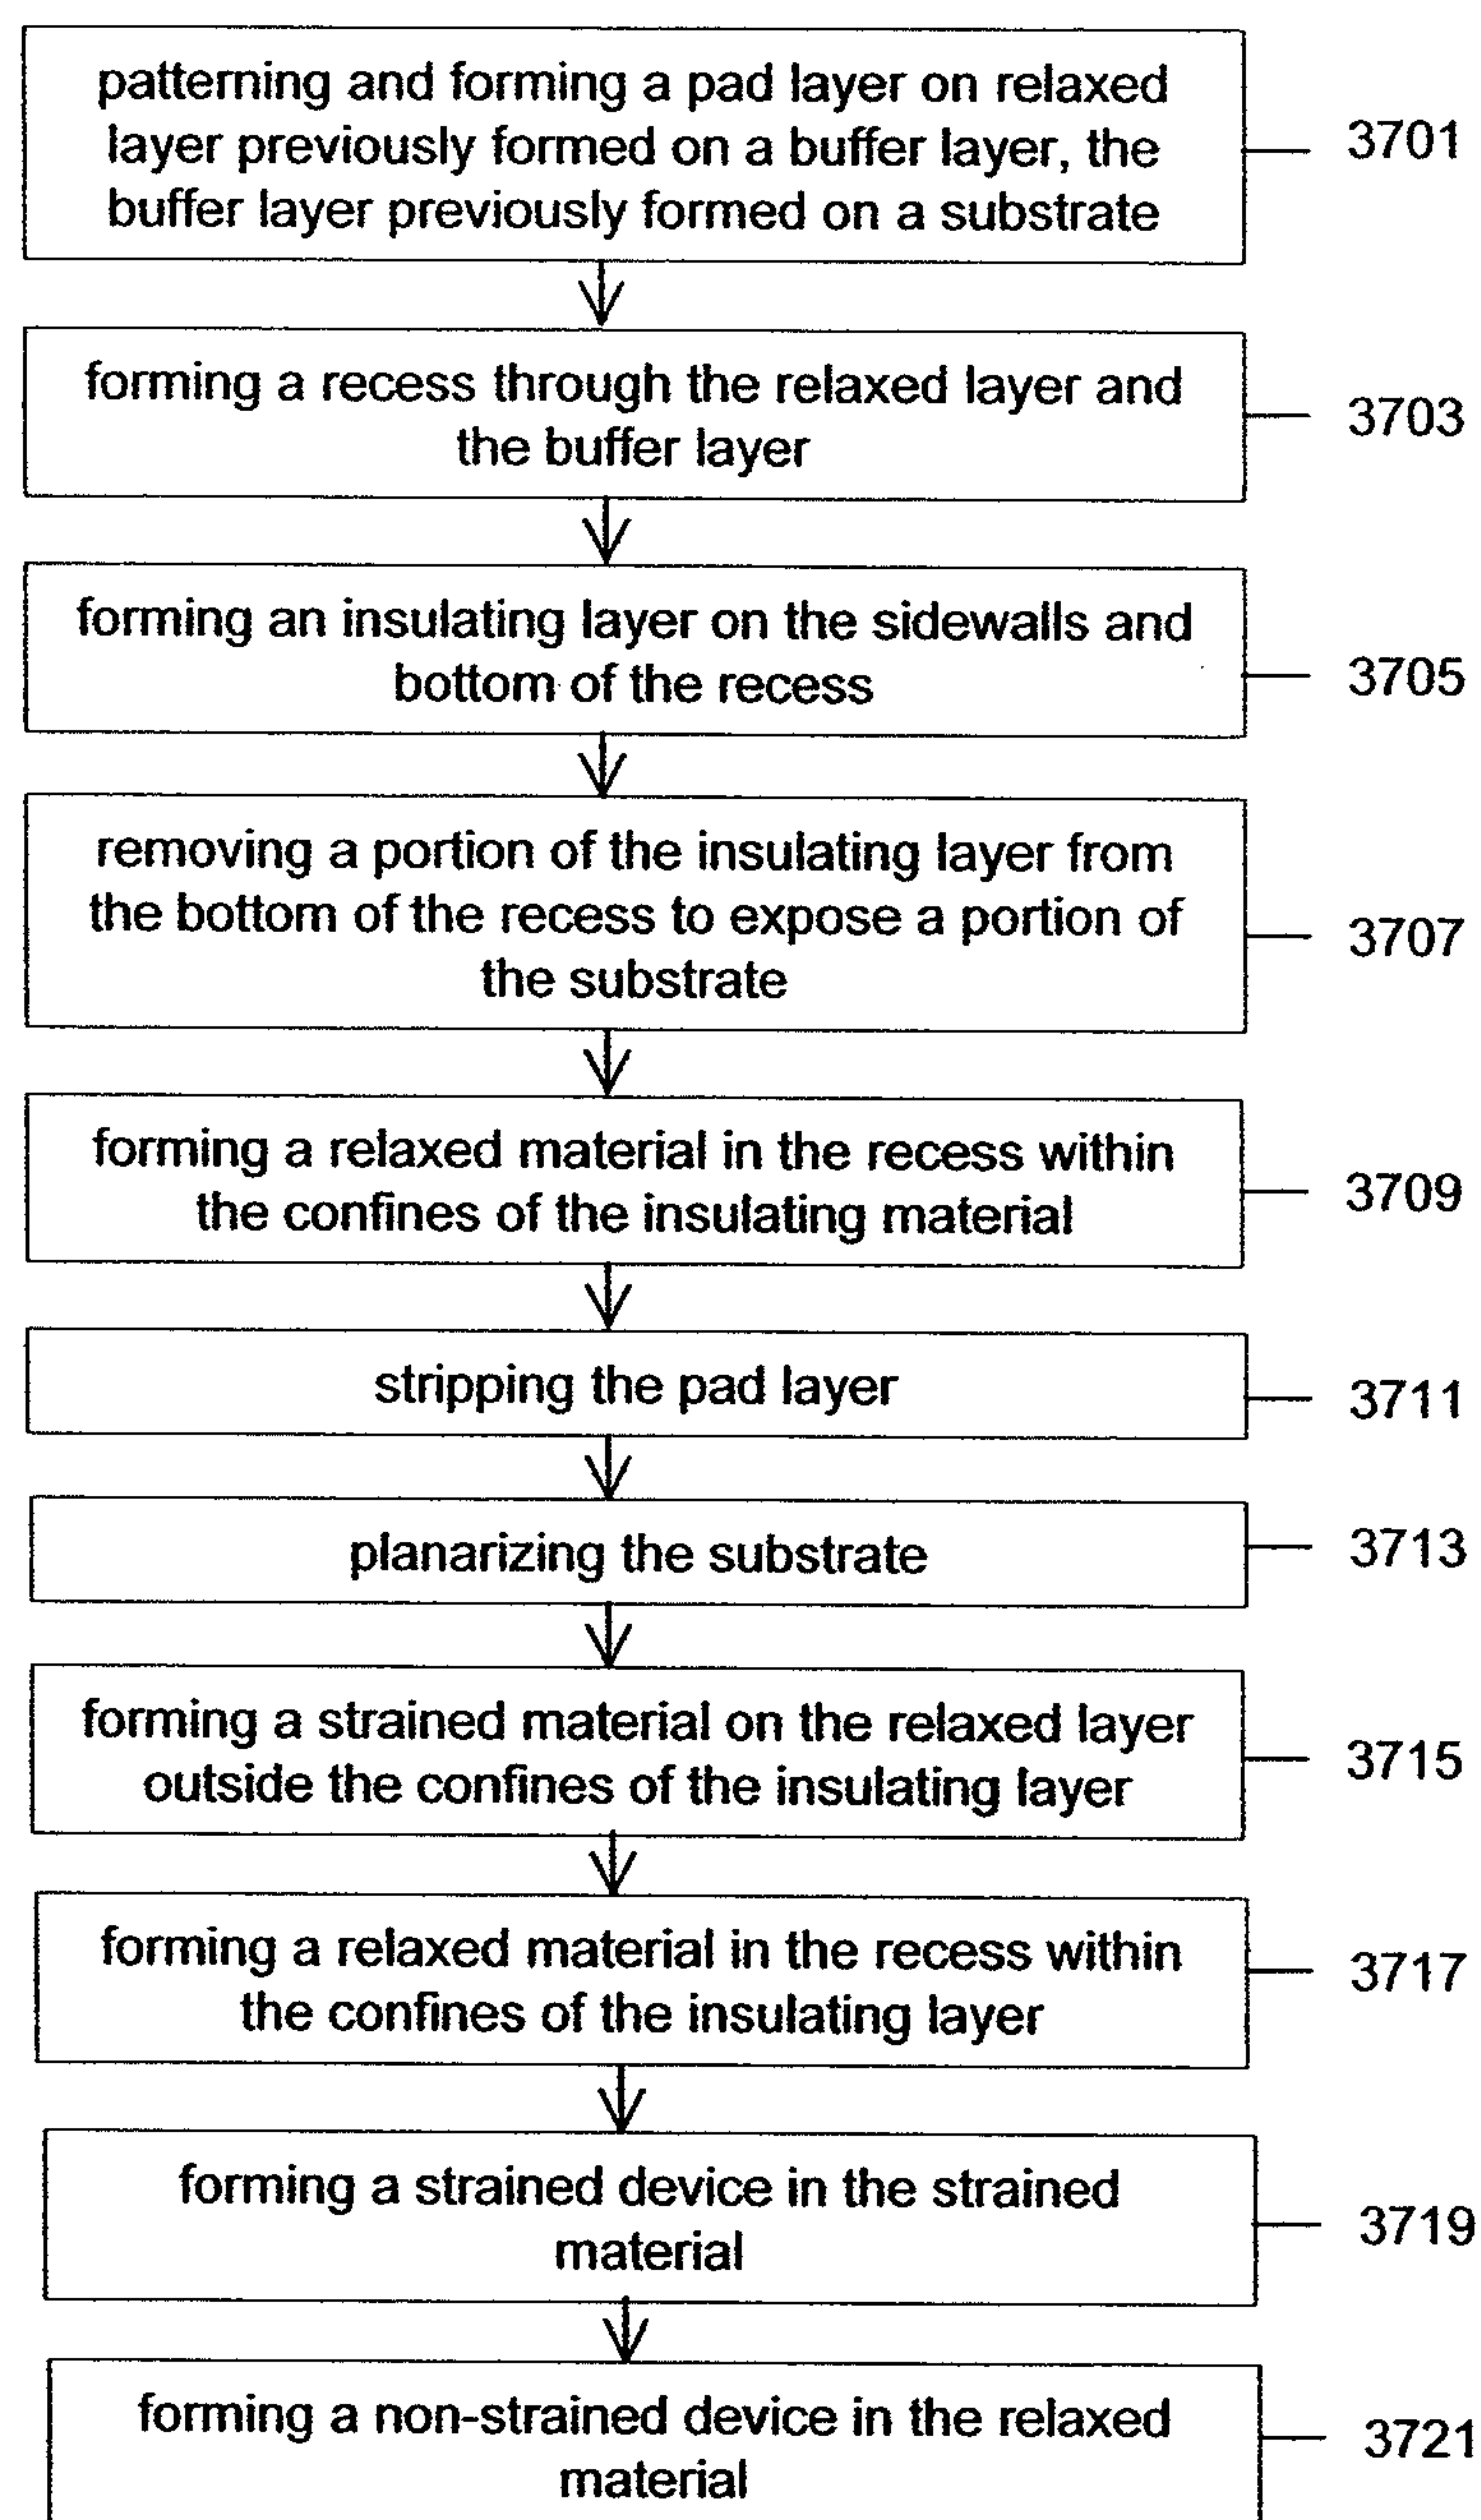 patterning and forming a pad layer on relaxed
layer previously formed on a buffer layer, the
buffer layer previously formed on a substrate
3701
forming a recess through the relaxed layer and
the buffer layer
3703
forming an insulating layer on the sidewalls and
bottom of the recess
3705
removing a portion of the insulating layer from
the bottom of the recess to expose a portion of
the substrate
3707
forming a relaxed material in the recess within
the confines of the insulating material
3709
stripping the pad layer
3711
planarizing the substrate
3713
forming a strained material on the relaxed layer
outside the confines of the insulating layer
3715
forming a relaxed material in the recess within
the confines of the insulating layer
3717
forming a strained device in the strained
material
3719
forming a non-strained device in the relaxed
material
3721